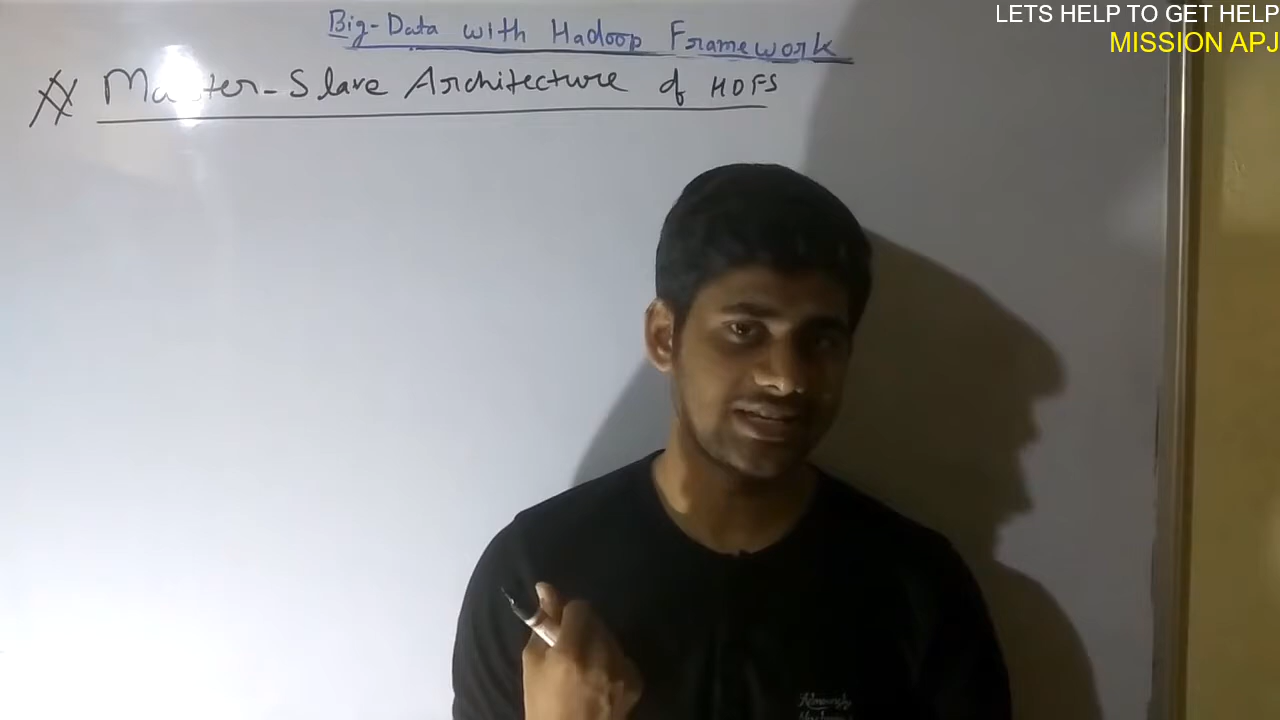 LETS HELP TO GET HELP
MISSION APJ
Big-Data with Hadoop Framework
Master-Slave Architecture of HDFS